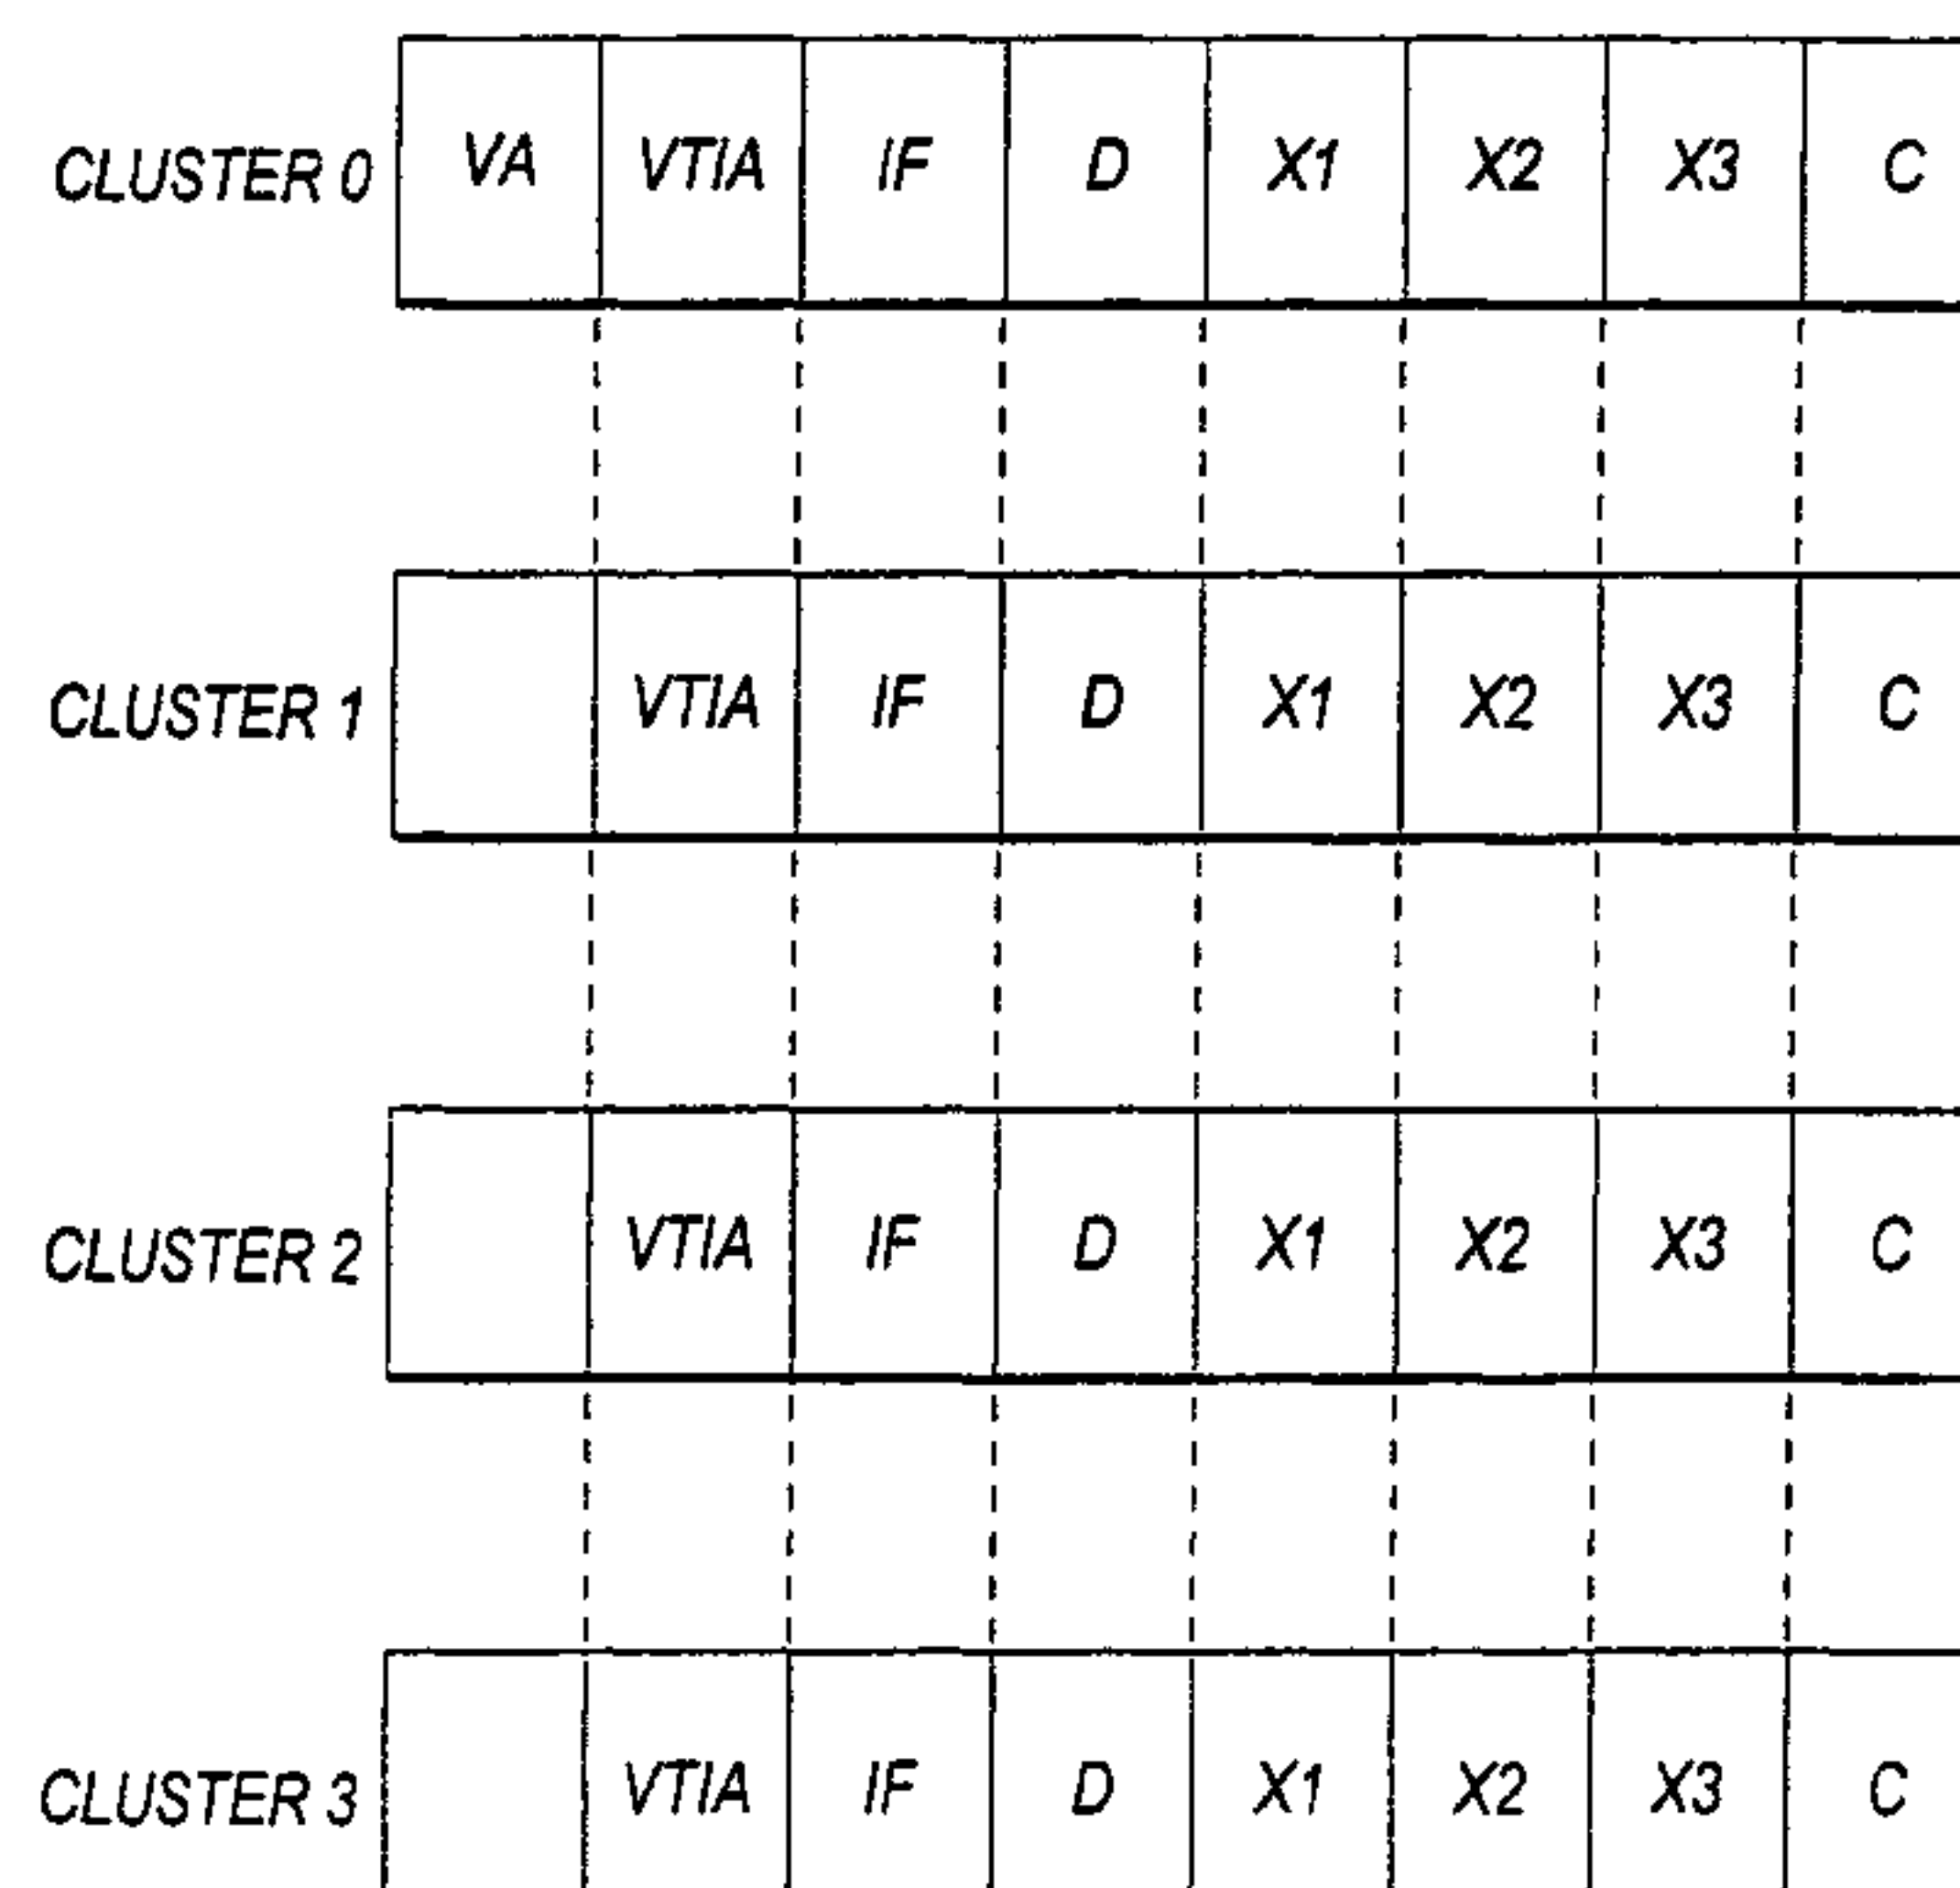 CLUSTER 0 VA VTIA IF D X1 X2 X3 C
CLUSTER 1 VTIA IF D X1 X2 X3 C
CLUSTER 2 VTIA IF D X1 X2 X3 C
CLUSTER 3 VTIA IF D X1 X2 X3 C